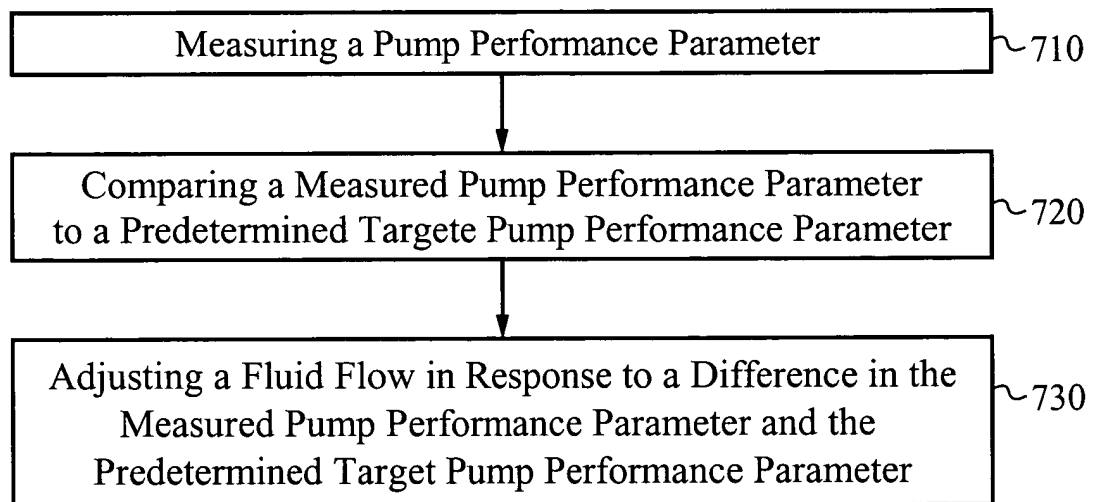 Measuring a Pump Performance Parameter
710
Comparing a Measured Pump Performance Parameter
to a Predetermined Targete Pump Performance Parameter
720
Adjusting a Fluid Flow in Response to a Difference in the
Measured Pump Performance Parameter and the
Predetermined Target Pump Performance Parameter
730